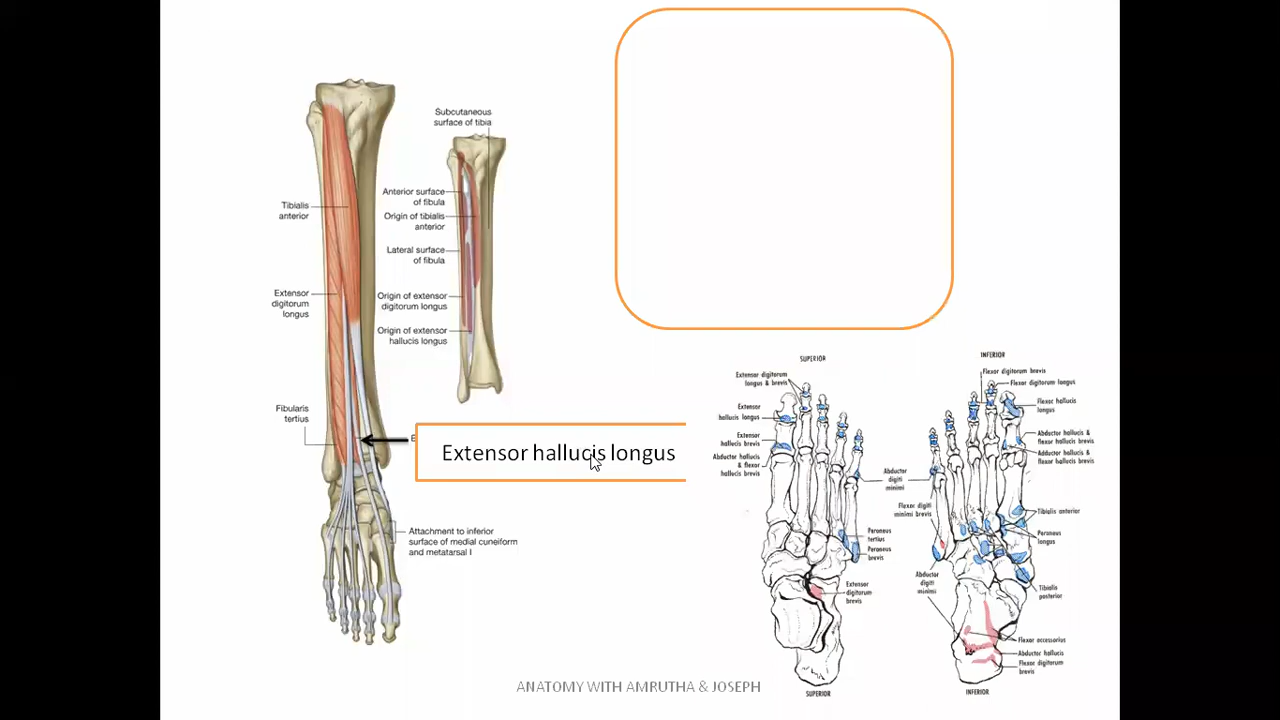 Subcutaneous
surface of tibia
Anterior surface
of fibula
Tibialis
anterior
Origin of tibialis
anterior
Lateral surface
of fibula
Extensor
digitorum
longus
Origin of extensor
digitorum longus
Origin of extensor
hallucis longus
Fibularis
tertius
E
Extensor hallucis longus
Attachment to inferior
surface of medial cuneiform
and metatarsal I
SUPERIOR
Extensor digitorum
longus & brevis
Extensor
hallucis longus
Extensor
hallucis brevis
Abductor hallucis
& flexor
hallucis brevis
Abductor
digiti
minimi
Peroneus
tertius
Peroneus
brevis
Extensor
digitorum
brevis
SUPERIOR
INFERIOR
Flexor digitorum brevis
Flexor digitorum longus
Flexor hallucis
longus
Abductor hallucis &
flexor hallucis brevis
Adductor hallucis &
flexor hallucis brevis
Flexor digiti
minimi brevis
Tibialis anterior
Peroneus
longus
Abductor
digiti
minimi
Tibialis
posterior
Flexor accessorius
Abductor hallucis
Flexor digitorum
brevis
INFERIOR
ANATOMY WITH AMRUTHA & JOSEPH